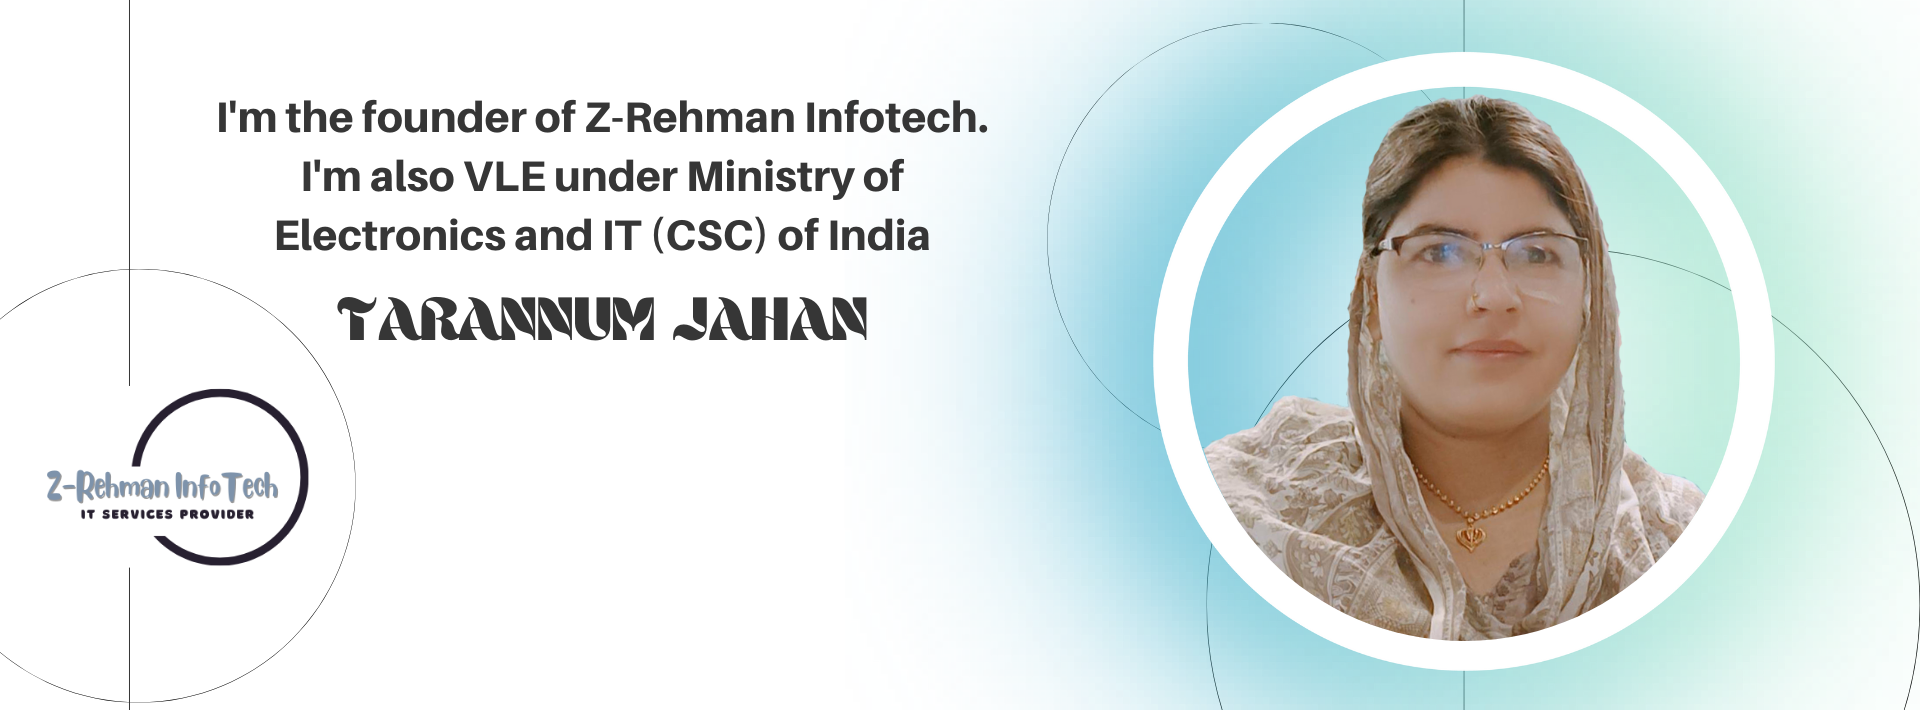 I'm the founder of Z-Rehman Infotech.
I'm also VLE under Ministry of
Electronics and IT (CSC) of India
TARANNUM JAHAN
Z-Rehman InfoTech
IT SERVICES PROVIDER